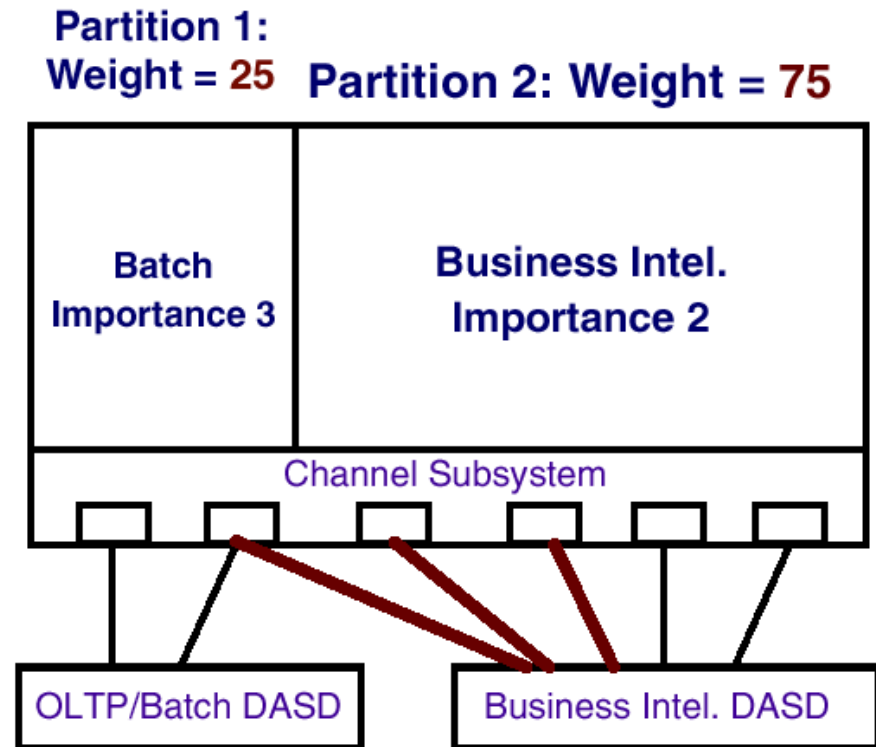 Partition 1:
Weight = 25
Partition 2: Weight = 75
Batch
Importance 3
Business Intel.
Importance 2
Channel Subsystem
OLTP/Batch DASD
Business Intel. DASD